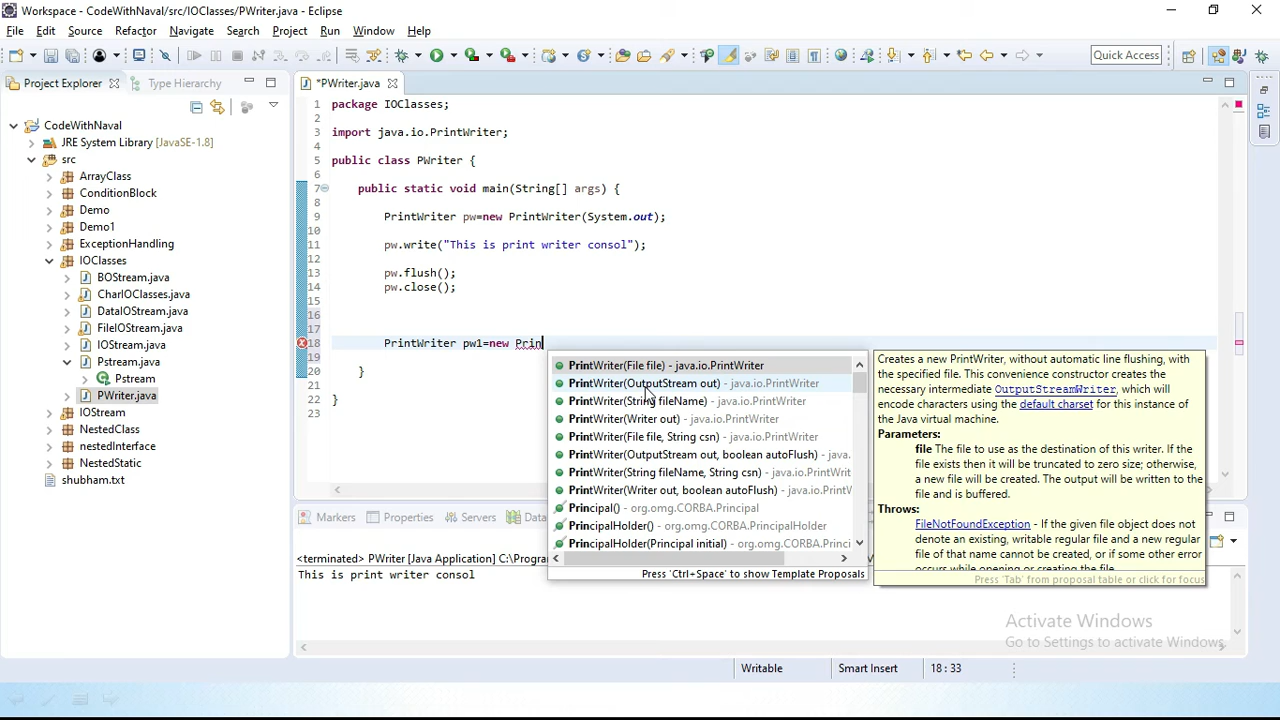 Workspace - CodeWithNaval/src/IOClasses/PWriter.java - Eclipse
File Edit Source Refactor Navigate Search Project Run Window Help
Quick Access
Project Explorer Type Hierarchy
*PWriter.java
CodeWithNaval
JRE System Library [JavaSE-1.8]
src
ArrayClass
ConditionBlock
Demo
Demo1
ExceptionHandling
IOClasses
BOStream.java
CharIOClasses.java
DataIOStream.java
FileIOStream.java
IOStream.java
Pstream.java
Pstream
PWriter.java
IOStream
NestedClass
nestedInterface
NestedStatic
shubham.txt
1 package IOClasses;
2
3 import java.io.PrintWriter;
4
5 public class PWriter {
6
7 public static void main(String[] args) {
8
9 PrintWriter pw=new PrintWriter(System.out);
10
11 pw.write("This is print writer consol");
12
13 pw.flush();
14 pw.close();
15
16
17
18 PrintWriter pw1=new Prin
19
20 }
21
22 }
23
PrintWriter(File file) - java.io.PrintWriter
PrintWriter(OutputStream out) - java.io.PrintWriter
PrintWriter(String fileName) - java.io.PrintWriter
PrintWriter(Writer out) - java.io.PrintWriter
PrintWriter(File file, String csn) - java.io.PrintWriter
PrintWriter(OutputStream out, boolean autoFlush) - java.
PrintWriter(String fileName, String csn) - java.io.PrintWrit
PrintWriter(Writer out, boolean autoFlush) - java.io.PrintW
Principal() - org.omg.CORBA.Principal
PrincipalHolder() - org.omg.CORBA.PrincipalHolder
PrincipalHolder(Principal initial) - org.omg.CORBA.Princi
Press 'Ctrl+Space' to show Template Proposals
Creates a new PrintWriter, without automatic line flushing, with
the specified file. This convenience constructor creates the
necessary intermediate OutputStreamWriter, which will
encode characters using the default charset for this instance of
the Java virtual machine.
Parameters:
file The file to use as the destination of this writer. If the
file exists then it will be truncated to zero size; otherwise,
a new file will be created. The output will be written to the
file and is buffered.
Throws:
FileNotFoundException - If the given file object does not
denote an existing, writable regular file and a new regular
file of that name cannot be created, or if some other error
occurs while opening or creating the file
Press 'Tab' from proposal table or click for focus
Markers Properties Servers Data
<terminated> PWriter [Java Application] C:\Progra
This is print writer consol
Activate Windows
Go to Settings to activate Windows.
Writable Smart Insert 18 : 33